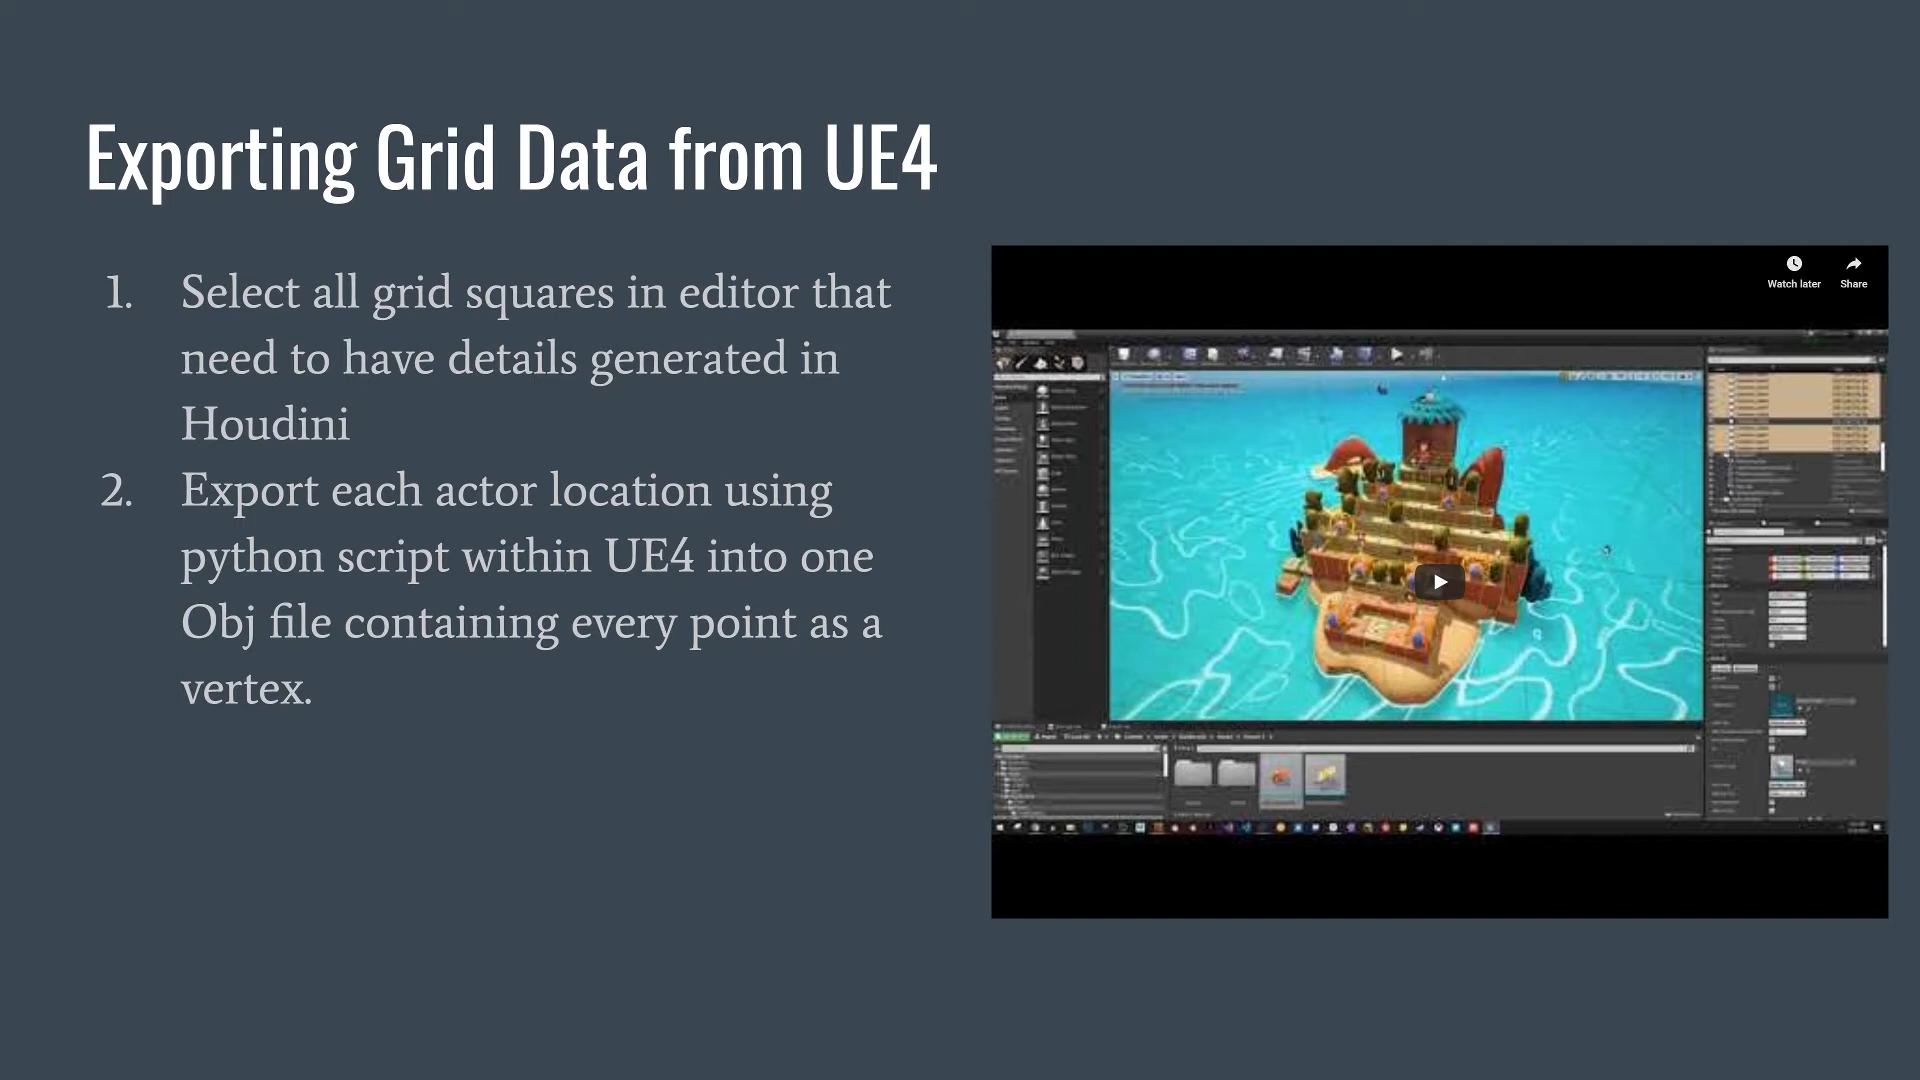 Exporting Grid Data from UE4
1. Select all grid squares in editor that
need to have details generated in
Houdini
2. Export each actor location using
python script within UE4 into one
Obj file containing every point as a
vertex.
Watch later
Share